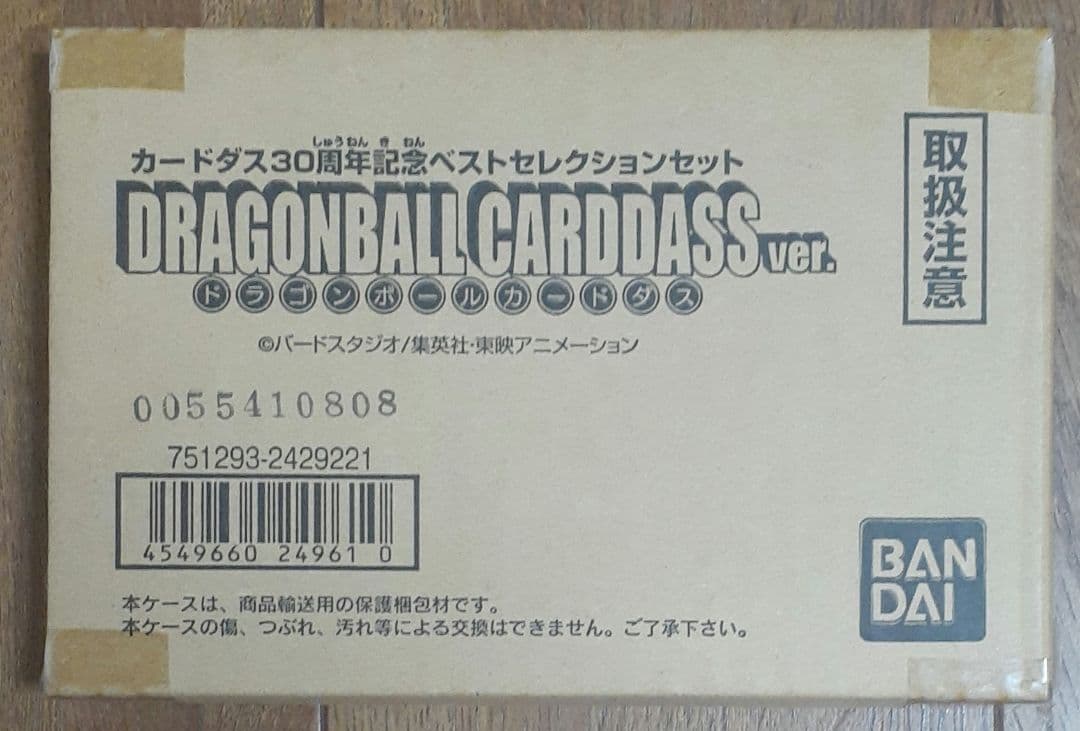 しゅうねんきねん
カードダス30周年記念ベストセレクションセット
DRAGONBALL CARDDASS ver.
ドラゴンボールカードダス
©バードスタジオ/集英社・東映アニメーション
取扱注意
0055410808
751293-2429221
4549660 24961 0
BAN
DAI
本ケースは、商品輸送用の保護梱包材です。
本ケースの傷、つぶれ、汚れ等による交換はできません。ご了承下さい。